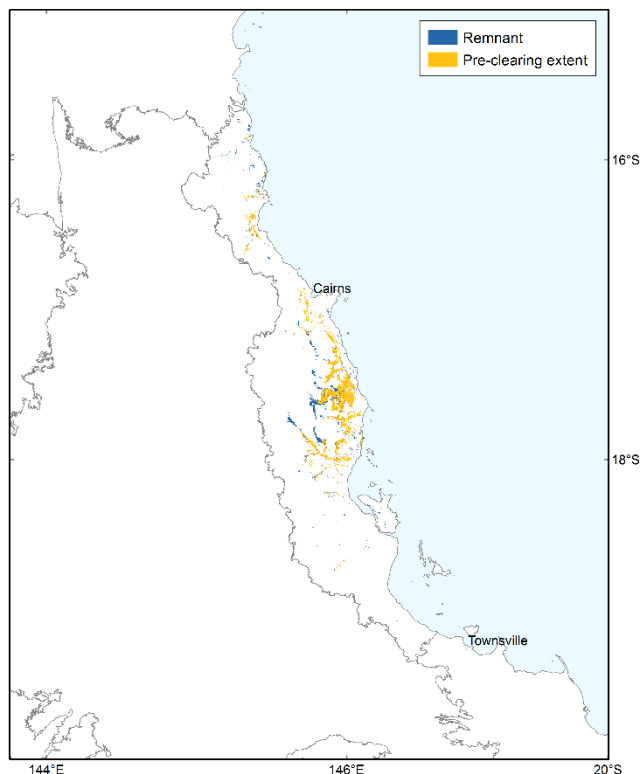 Remnant
Pre-clearing extent
16°S
Cairns
18°S
Townsville
144°E
146°E
20°S